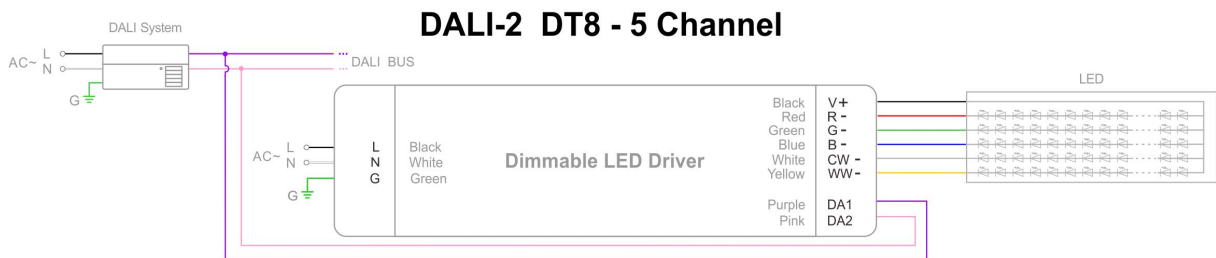 DALI-2 DT8 - 5 Channel
DALI System
AC~ L
N
G
DALI BUS
LED
Black V+
Red R -
Green G -
Blue B -
White CW -
Yellow WW -
Purple DA1
Pink DA2
Dimmable LED Driver
AC~ L
N
G
L Black
N White
G Green